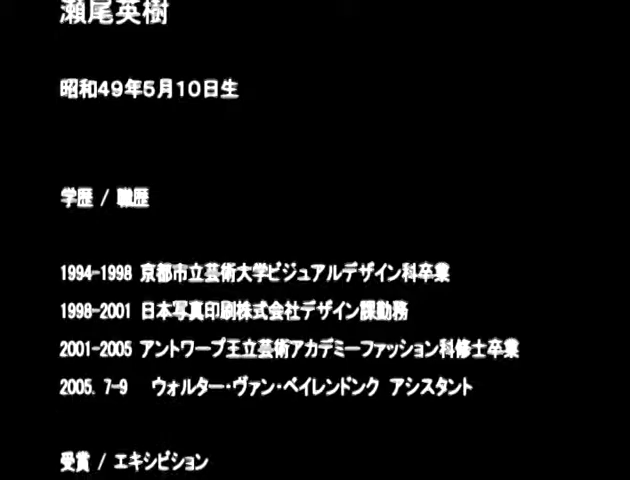 瀬尾英樹
昭和49年5月10日生
学歴 / 職歴
1994-1998 京都市立芸術大学ビジュアルデザイン科卒業
1998-2001 日本写真印刷株式会社デザイン課勤務
2001-2005 アントワープ王立芸術アカデミーファッション科修士卒業
2005. 7-9 ウォルター・ヴァン・ベイレンドンク アシスタント
受賞 / エキシビション